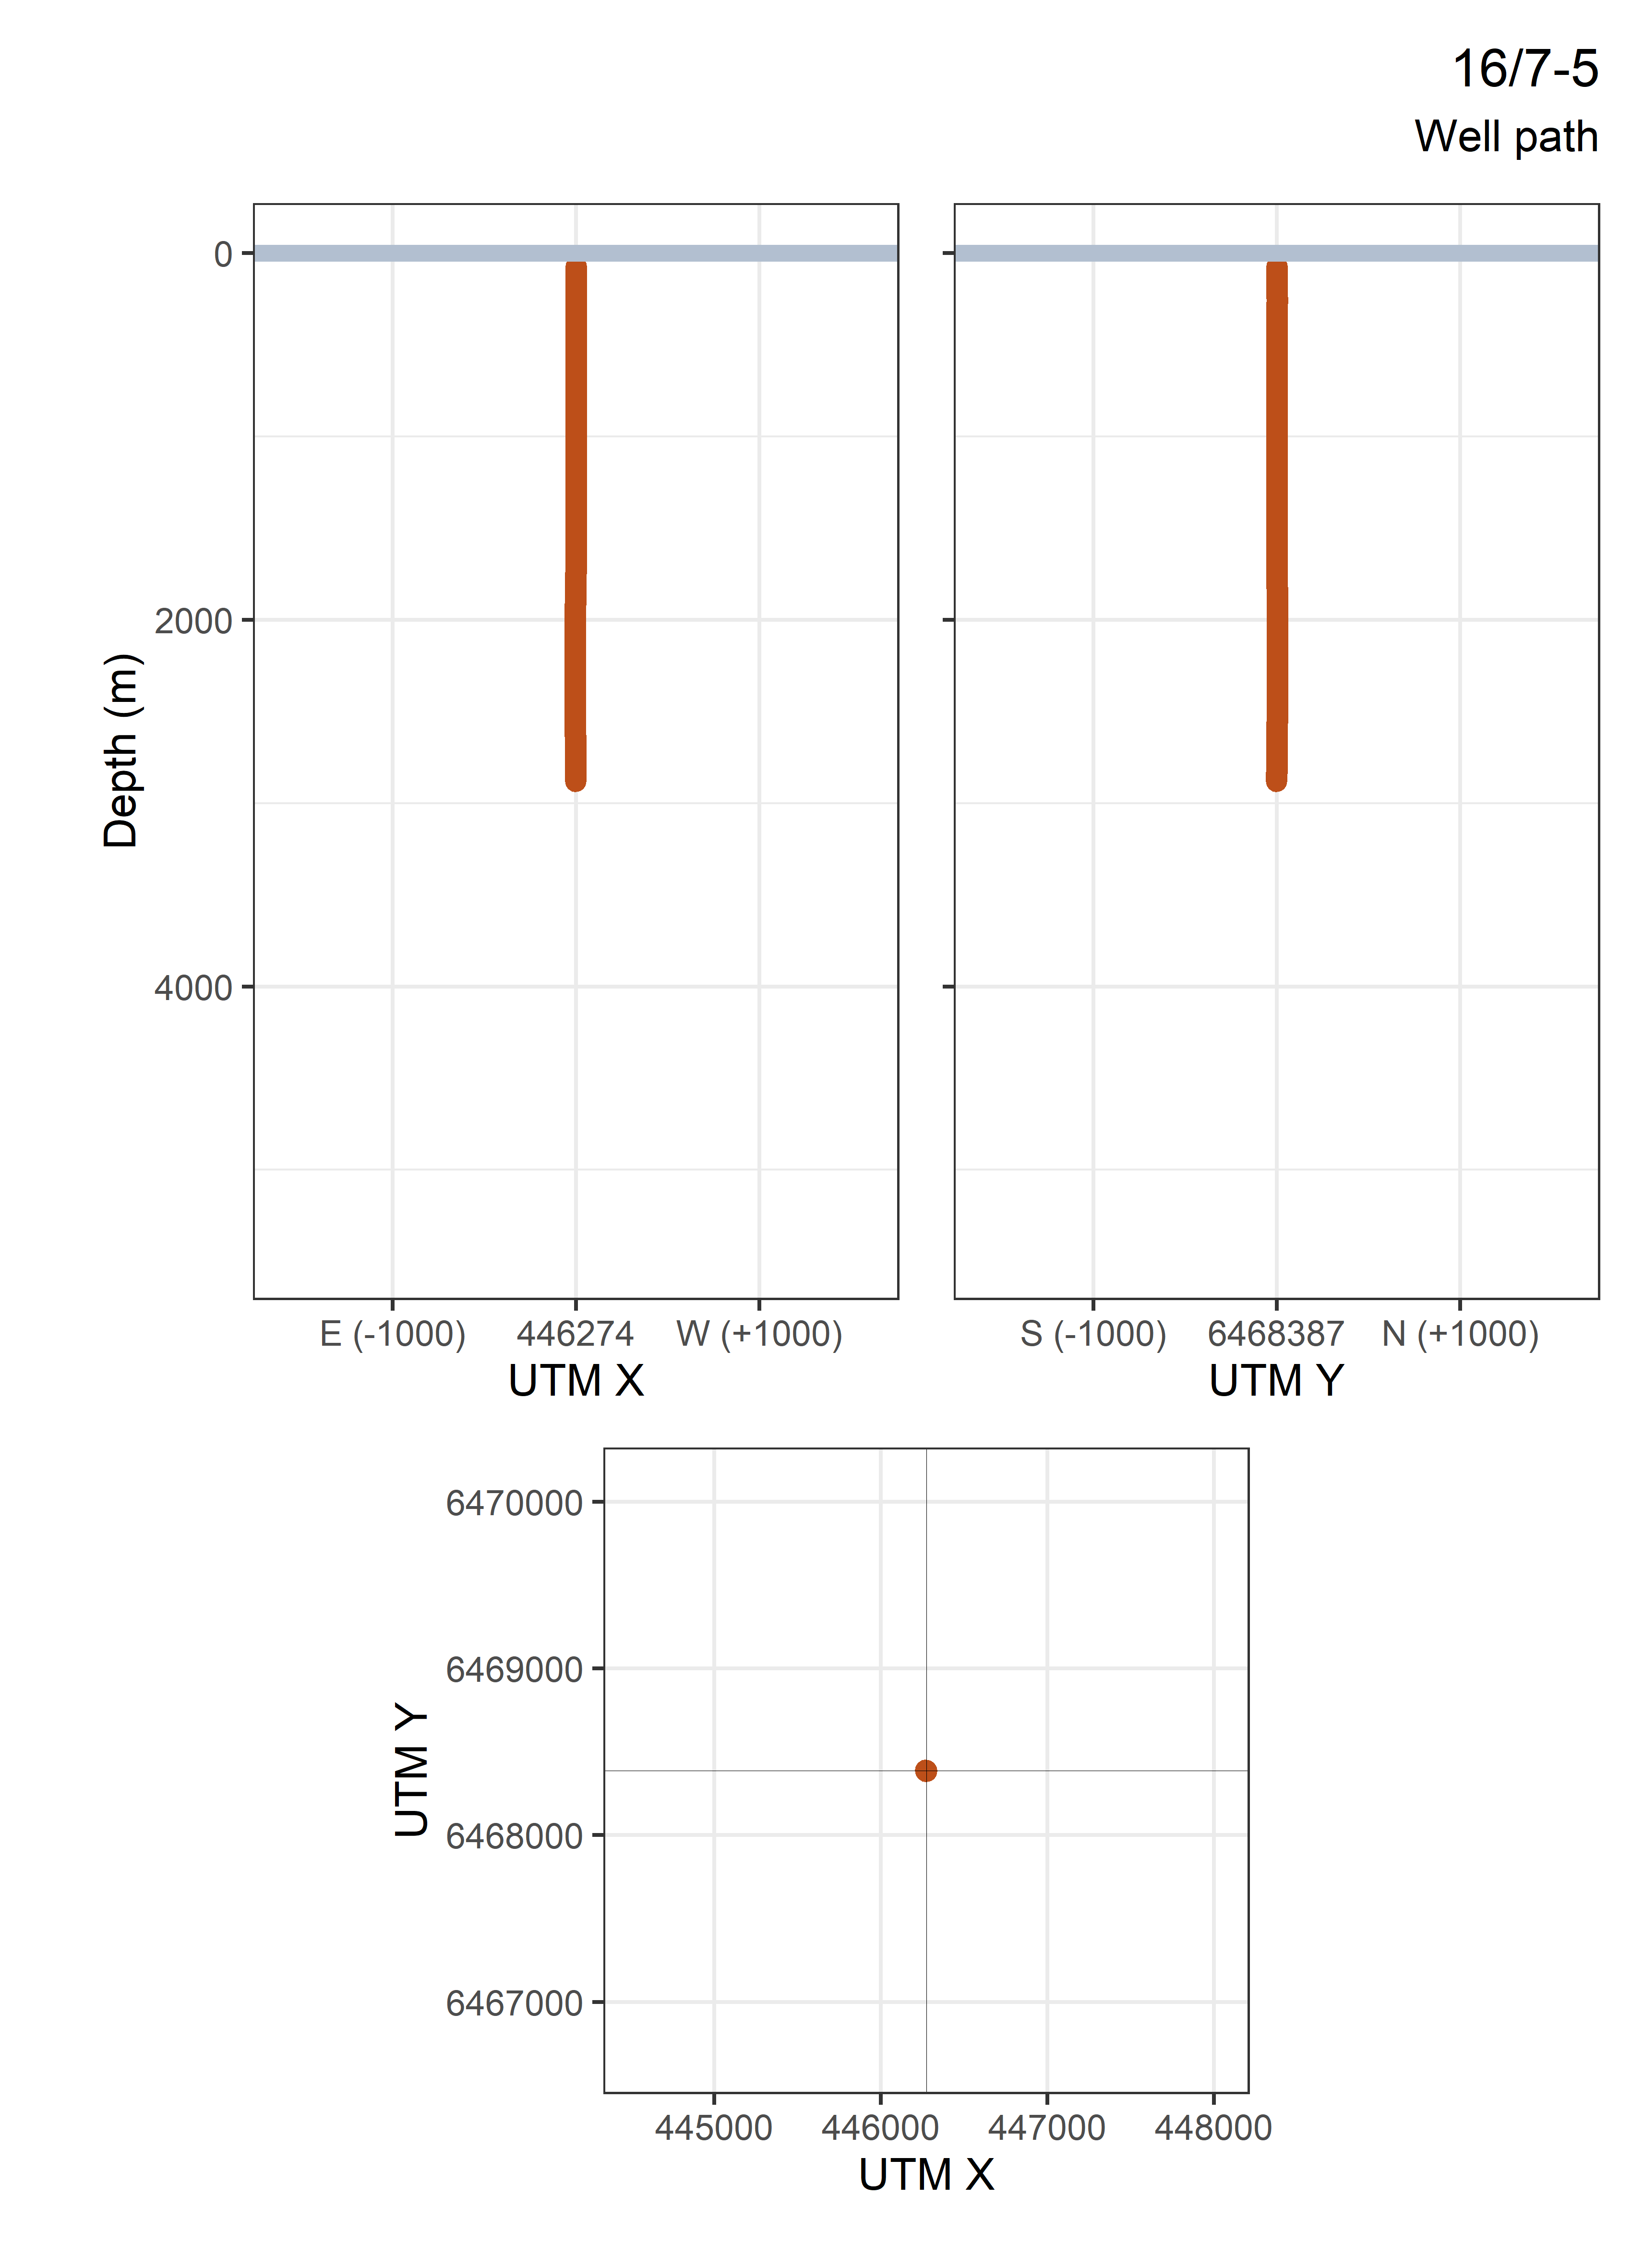 16/7-5
Well path
0
2000
4000
Depth (m)
E (-1000) 446274 W (+1000)
UTM X
S (-1000) 6468387 N (+1000)
UTM Y
6470000
6469000
6468000
6467000
UTM Y
445000 446000 447000 448000
UTM X